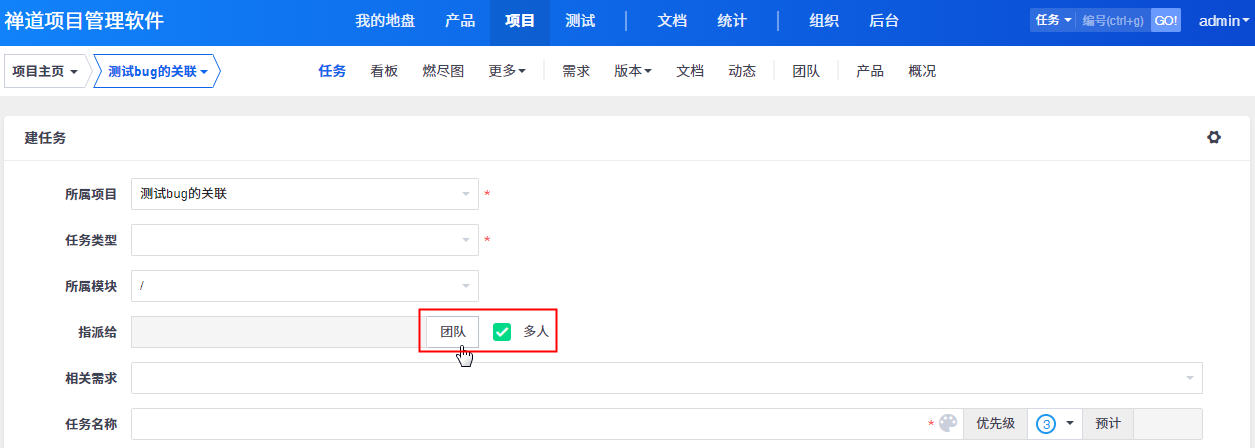 禅道项目管理软件 我的地盘 产品 项目 测试 文档 统计 组织 后台 任务 编号(ctrl+g) GO! admin
项目主页 测试bug的关联 任务 看板 燃尽图 更多 需求 版本 文档 动态 团队 产品 概况
建任务
所属项目 测试bug的关联 *
任务类型 *
所属模块 /
指派给 团队 多人
相关需求
任务名称 * 优先级 3 预计